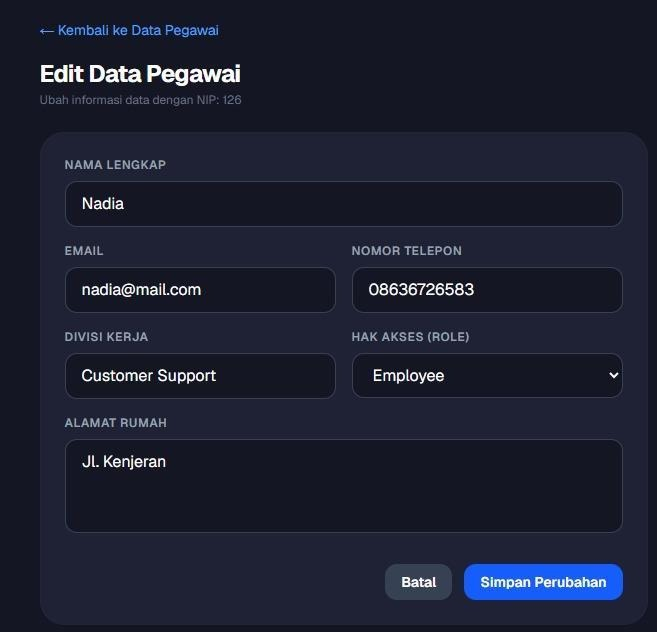 ← Kembali ke Data Pegawai
Edit Data Pegawai
Ubah informasi data dengan NIP: 126
NAMA LENGKAP
Nadia
EMAIL
NOMOR TELEPON
nadia@mail.com
08636726583
DIVISI KERJA
HAK AKSES (ROLE)
Customer Support
Employee
ALAMAT RUMAH
Jl. Kenjeran
Batal
Simpan Perubahan